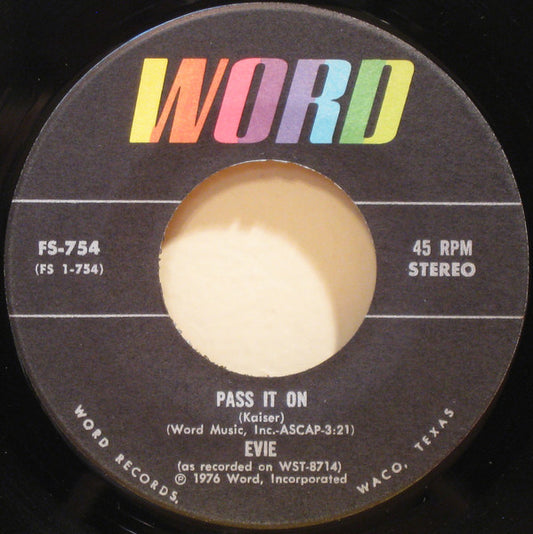 WORD
FS-754
(FS 1-754)
45 RPM
STEREO
PASS IT ON
(Kaiser)
(Word Music, Inc.-ASCAP-3:21)
EVIE
(as recorded on WST-8714)
℗ 1976 Word, Incorporated
WORD RECORDS, WACO, TEXAS